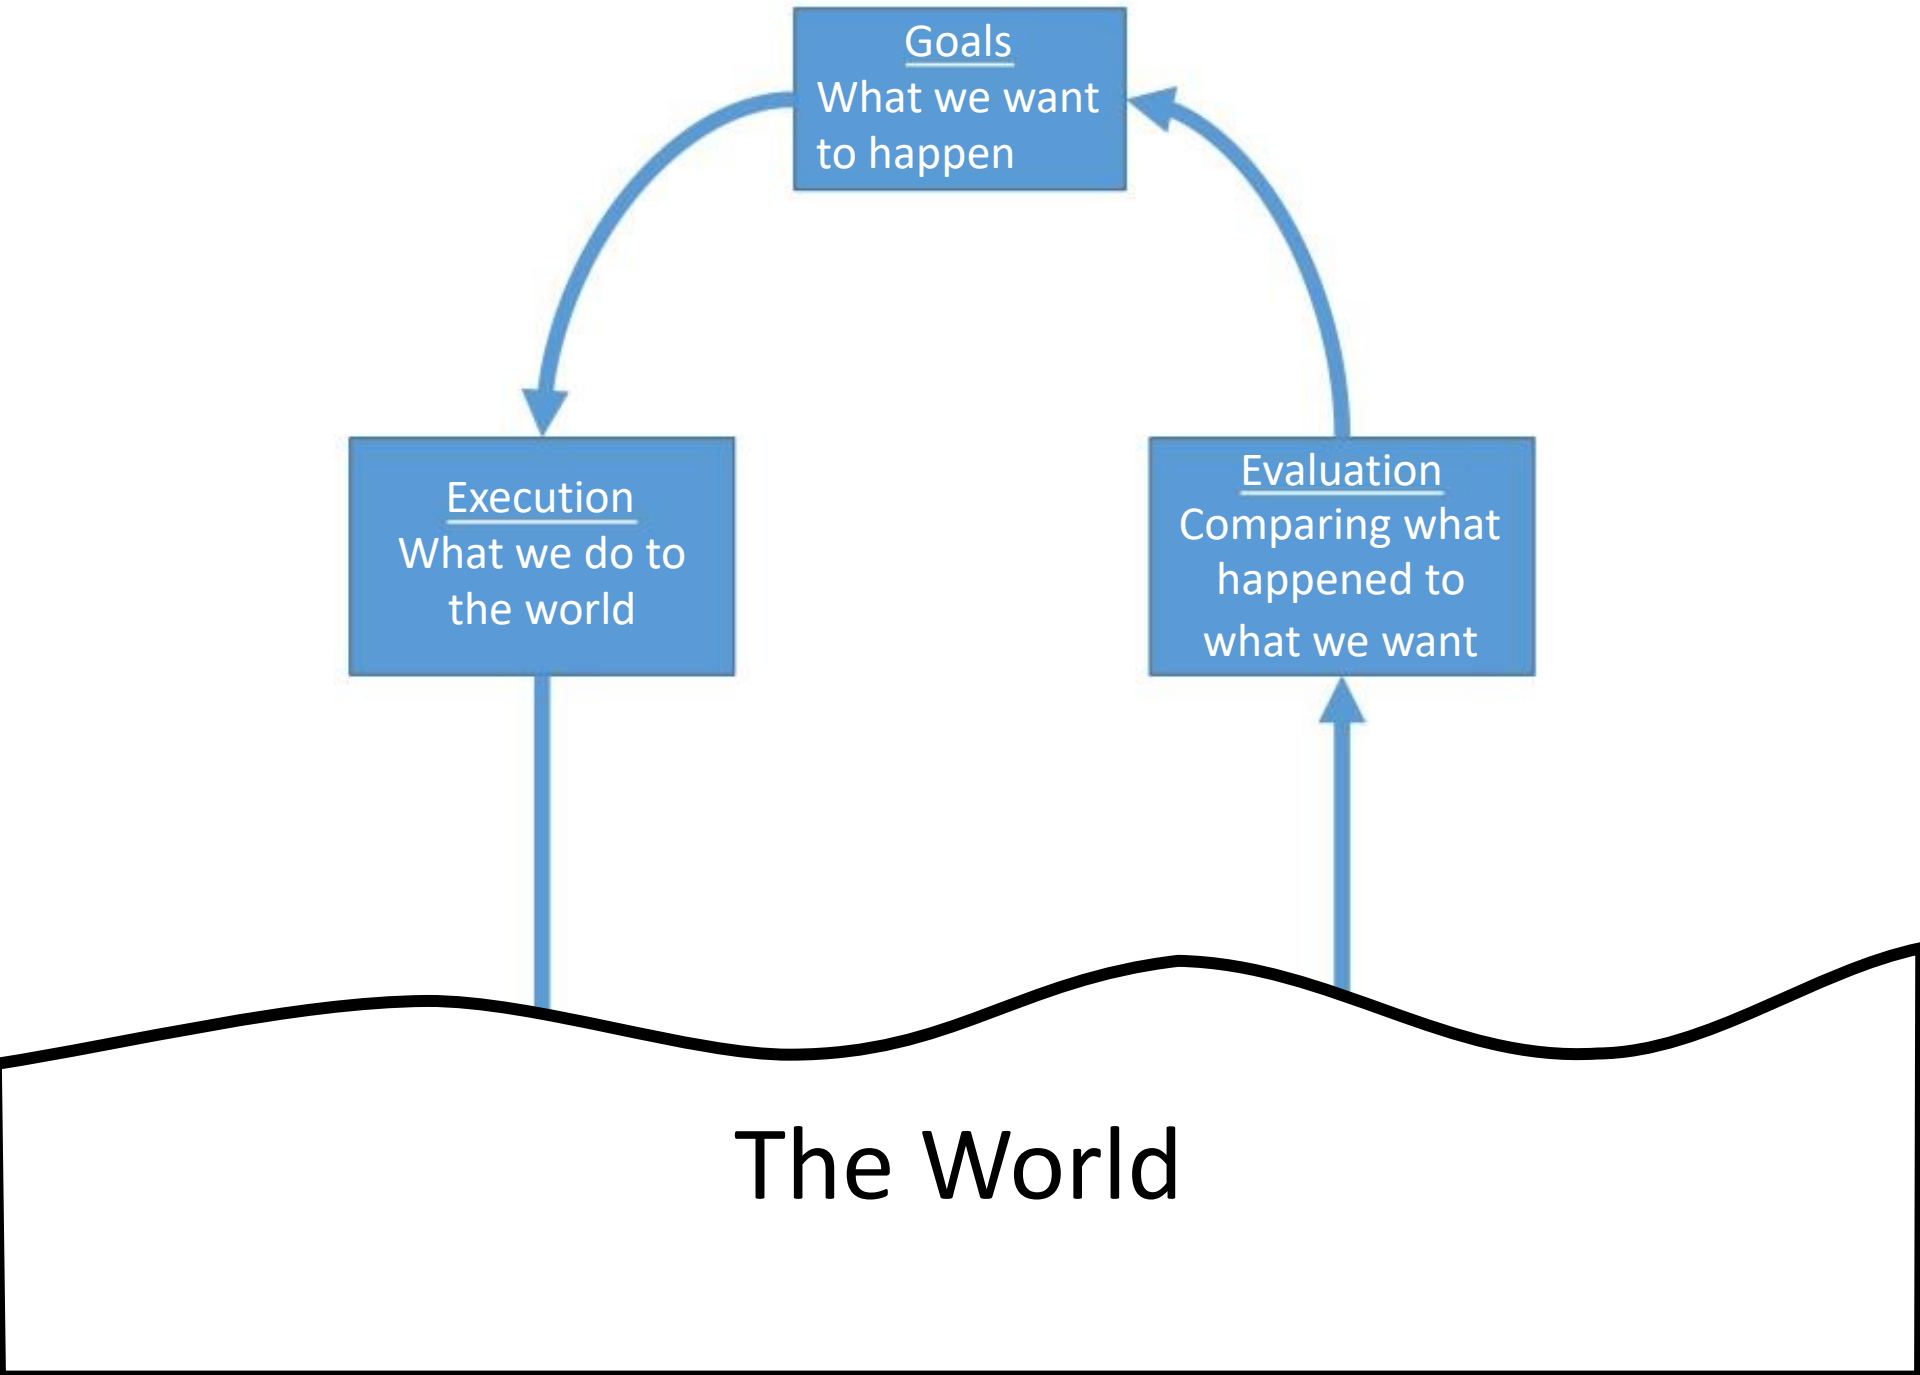 Goals
What we want
to happen
Execution
What we do to
the world
Evaluation
Comparing what
happened to
what we want
The World